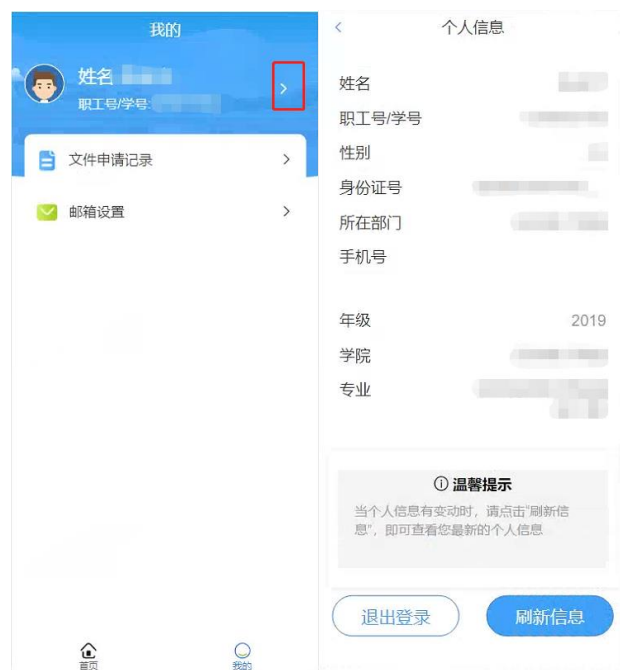 我的
姓名
职工号/学号:
文件申请记录
邮箱设置
首页
我的
个人信息
姓名
职工号/学号
性别
身份证号
所在部门
手机号
年级 2019
学院
专业
温馨提示
当个人信息有变动时，请点击"刷新信
息"，即可查看您最新的个人信息
退出登录
刷新信息